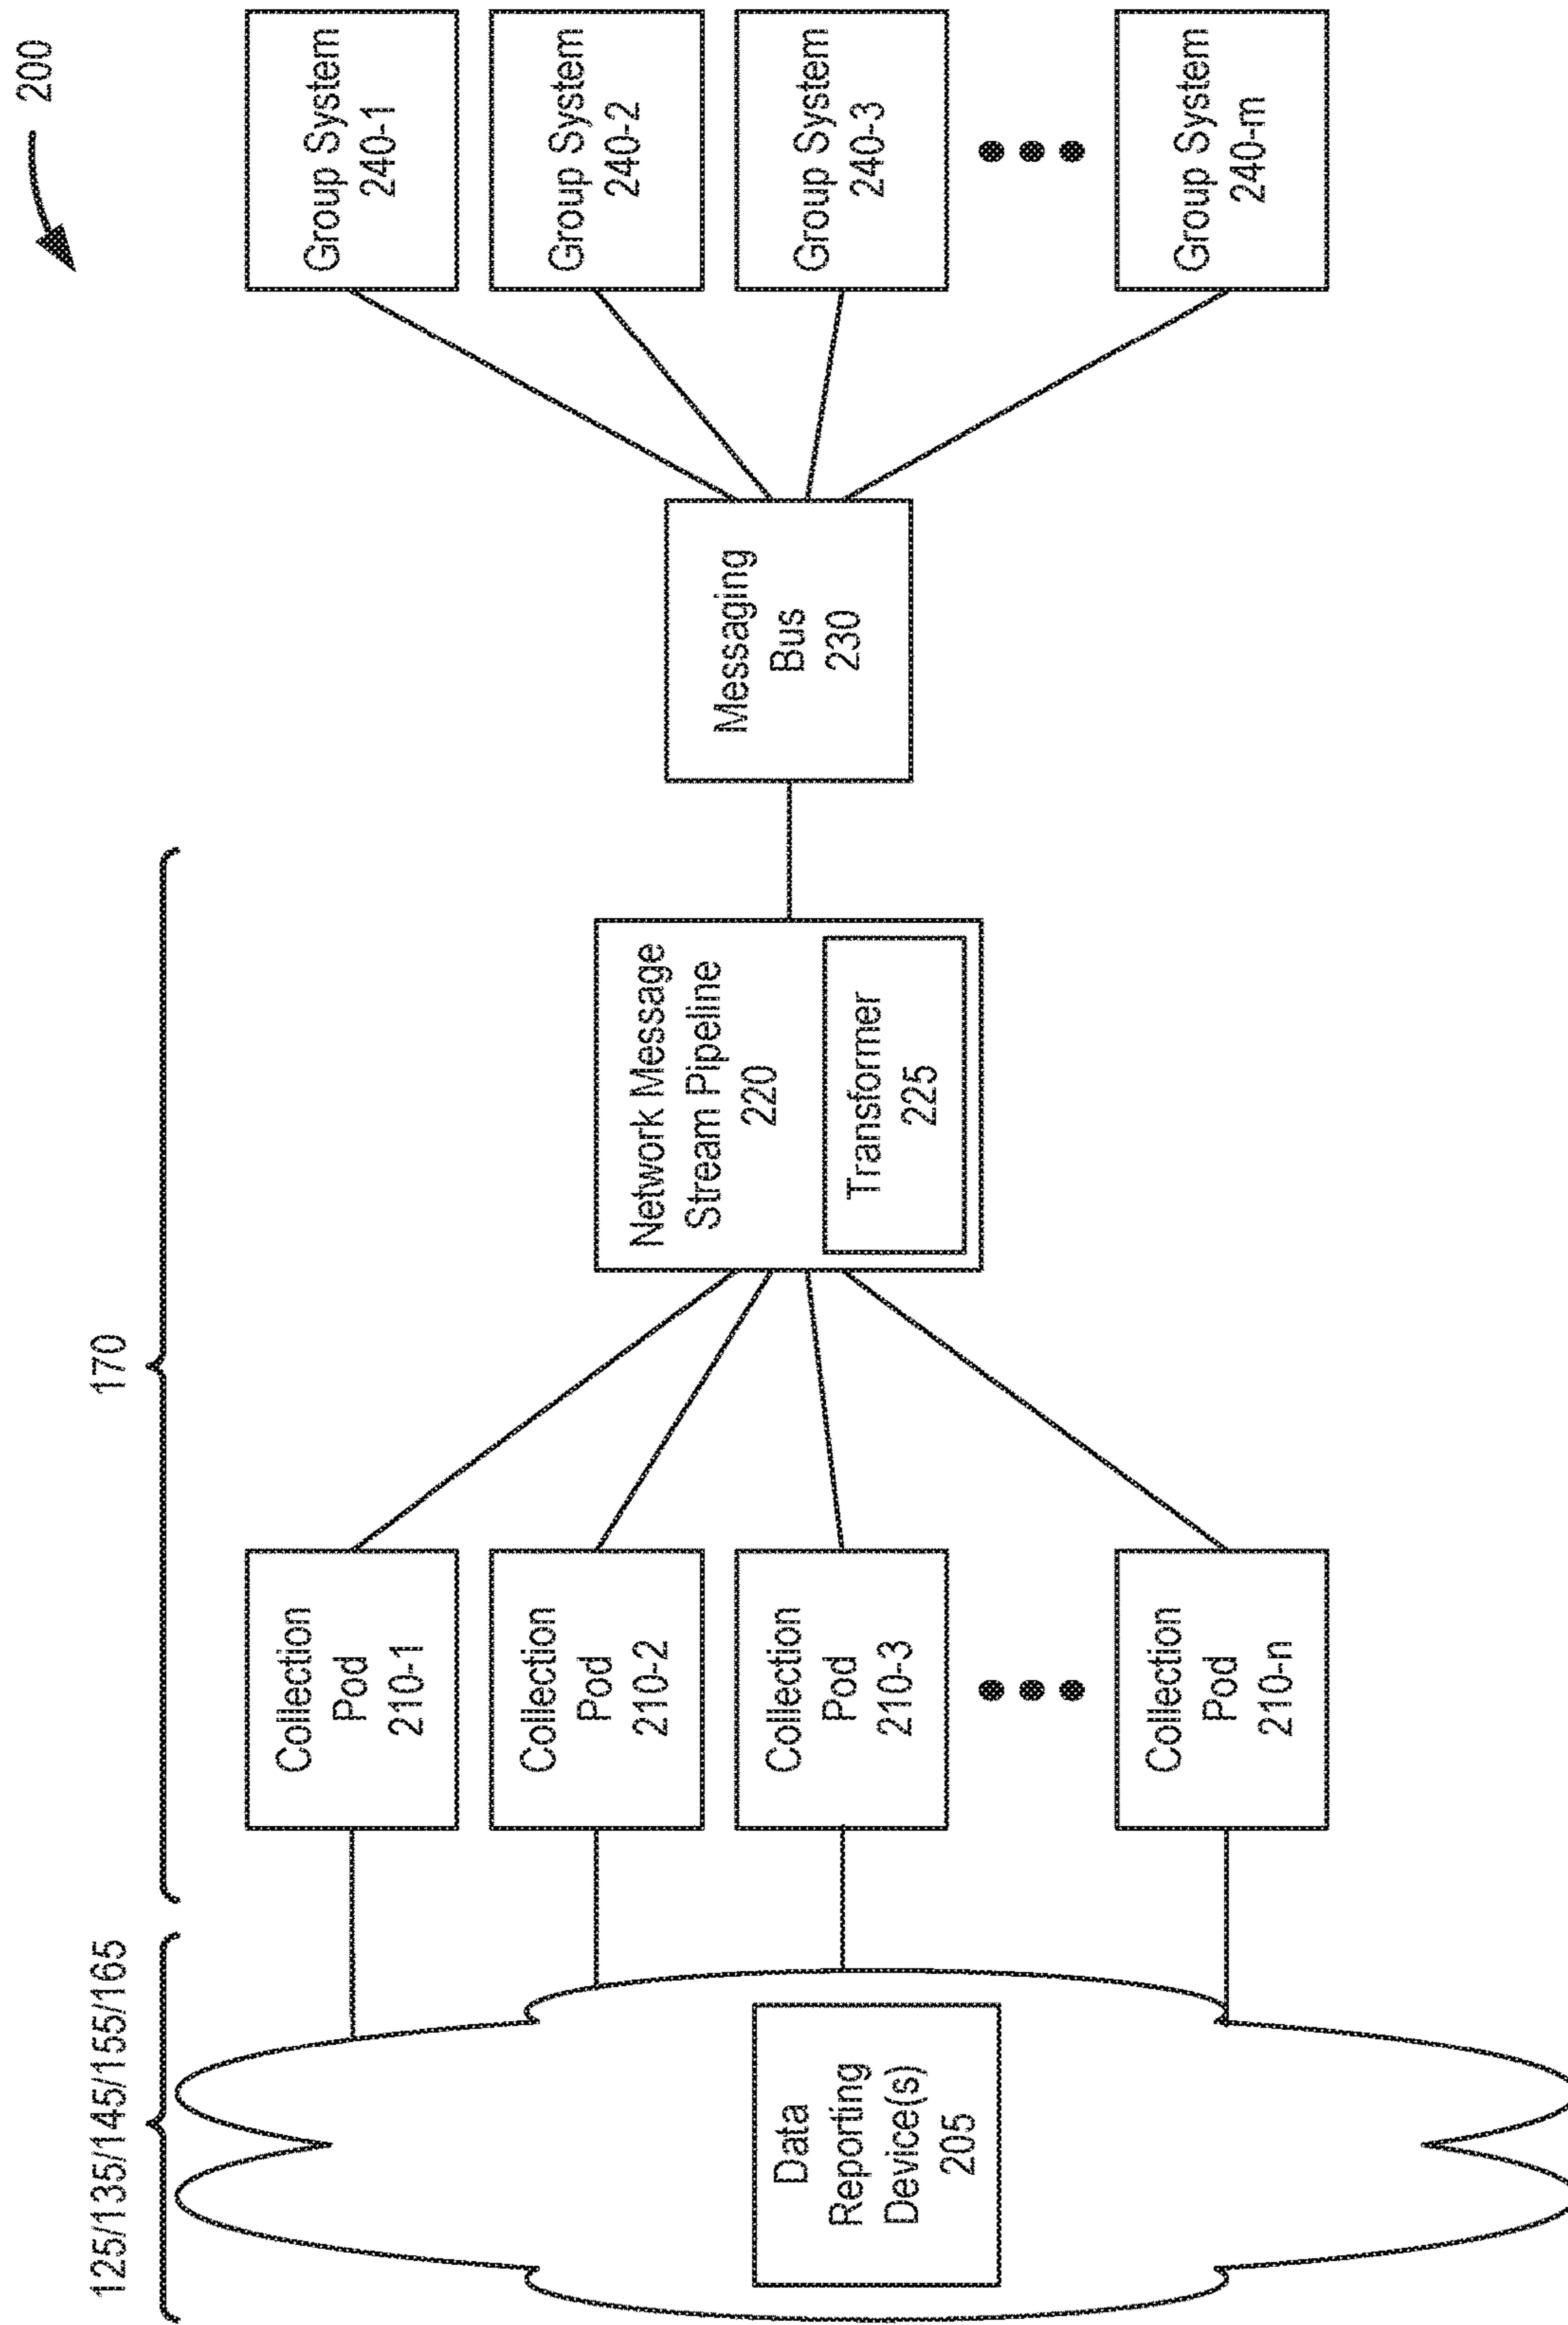 200
125/135/145/155/165
170
Data
Reporting
Device(s)
205
Collection
Pod
210-1
Collection
Pod
210-2
Collection
Pod
210-3
Collection
Pod
210-n
Network Message
Stream Pipeline
220
Transformer
225
Messaging
Bus
230
Group System
240-1
Group System
240-2
Group System
240-3
Group System
240-m